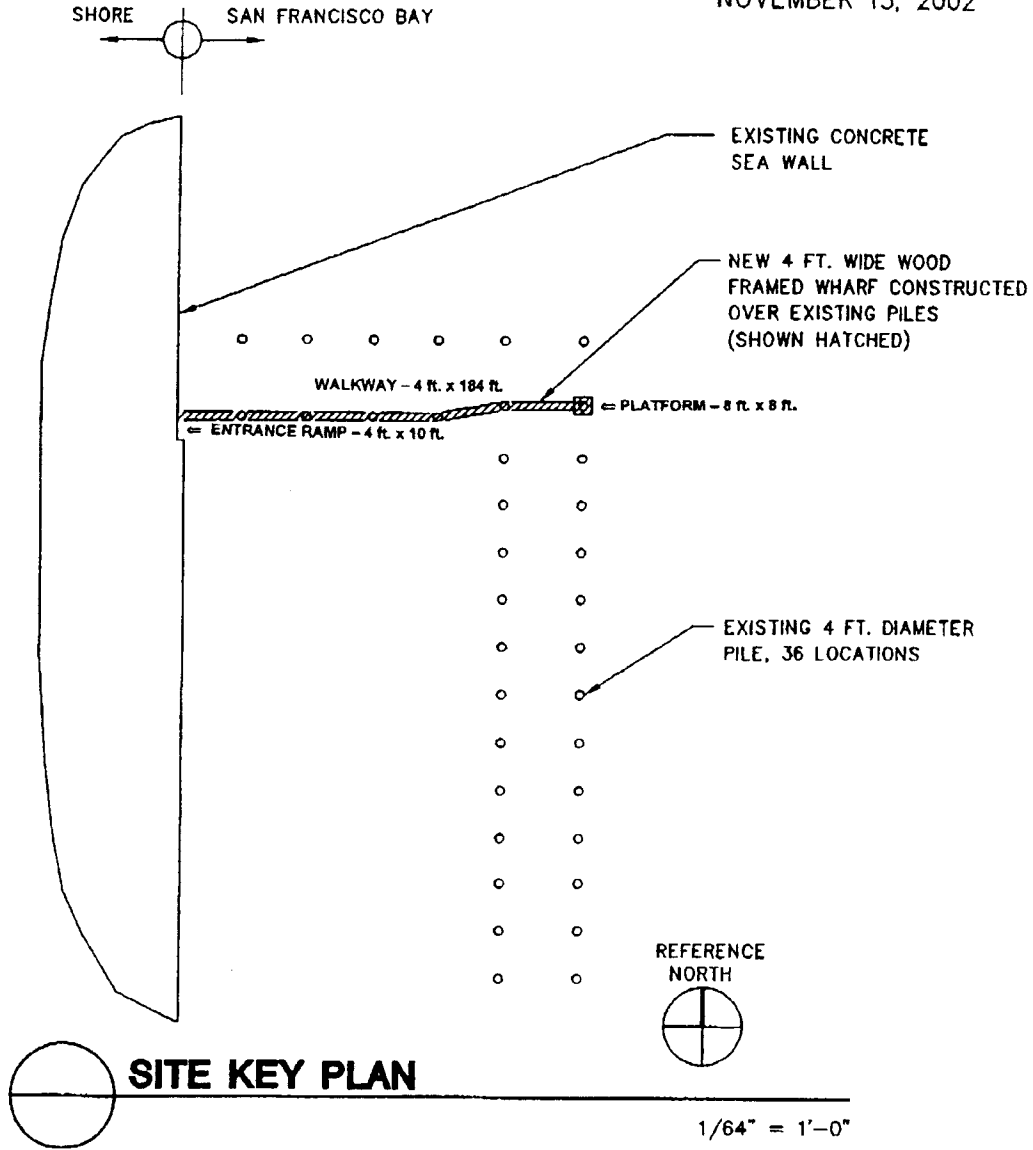 NOVEMBER 15, 2002
SHORE
SAN FRANCISCO BAY
EXISTING CONCRETE
SEA WALL
NEW 4 FT. WIDE WOOD
FRAMED WHARF CONSTRUCTED
OVER EXISTING PILES
(SHOWN HATCHED)
WALKWAY – 4 ft. x 184 ft.
⇐ PLATFORM – 8 ft. x 8 ft.
⇐ ENTRANCE RAMP – 4 ft. x 10 ft.
EXISTING 4 FT. DIAMETER
PILE, 36 LOCATIONS
REFERENCE
NORTH
SITE KEY PLAN
1/64" = 1'-0"